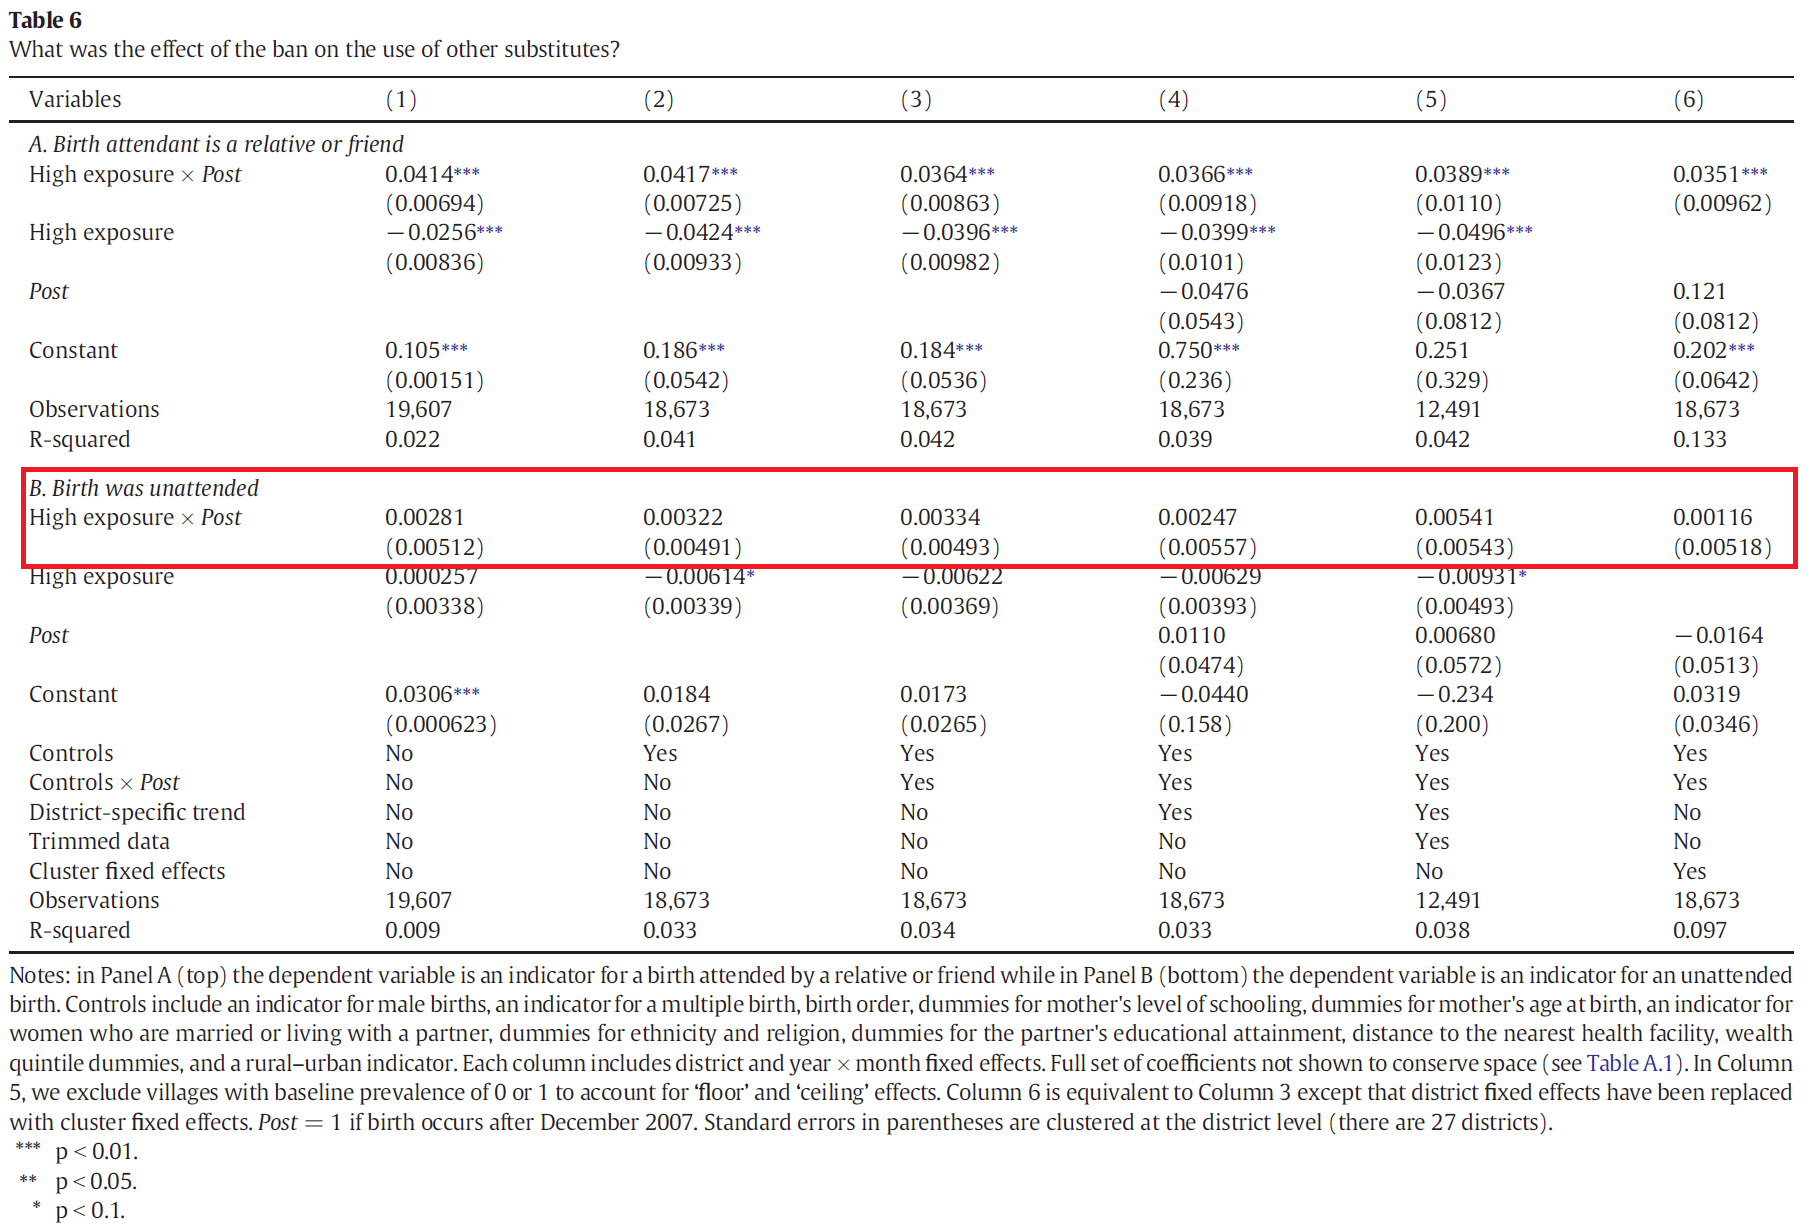 Table 6
What was the effect of the ban on the use of other substitutes?
Variables (1) (2) (3) (4) (5) (6)
A. Birth attendant is a relative or friend
High exposure × Post 0.0414*** 0.0417*** 0.0364*** 0.0366*** 0.0389*** 0.0351***
(0.00694) (0.00725) (0.00863) (0.00918) (0.0110) (0.00962)
High exposure −0.0256*** −0.0424*** −0.0396*** −0.0399*** −0.0496***
(0.00836) (0.00933) (0.00982) (0.0101) (0.0123)
Post −0.0476 −0.0367 0.121
(0.0543) (0.0812) (0.0812)
Constant 0.105*** 0.186*** 0.184*** 0.750*** 0.251 0.202***
(0.00151) (0.0542) (0.0536) (0.236) (0.329) (0.0642)
Observations 19,607 18,673 18,673 18,673 12,491 18,673
R-squared 0.022 0.041 0.042 0.039 0.042 0.133
B. Birth was unattended
High exposure × Post 0.00281 0.00322 0.00334 0.00247 0.00541 0.00116
(0.00512) (0.00491) (0.00493) (0.00557) (0.00543) (0.00518)
High exposure 0.000257 −0.00614* −0.00622 −0.00629 −0.00931*
(0.00338) (0.00339) (0.00369) (0.00393) (0.00493)
Post 0.0110 0.00680 −0.0164
(0.0474) (0.0572) (0.0513)
Constant 0.0306*** 0.0184 0.0173 −0.0440 −0.234 0.0319
(0.000623) (0.0267) (0.0265) (0.158) (0.200) (0.0346)
Controls No Yes Yes Yes Yes Yes
Controls × Post No No Yes Yes Yes Yes
District-specific trend No No No Yes Yes No
Trimmed data No No No No Yes No
Cluster fixed effects No No No No No Yes
Observations 19,607 18,673 18,673 18,673 12,491 18,673
R-squared 0.009 0.033 0.034 0.033 0.038 0.097
Notes: in Panel A (top) the dependent variable is an indicator for a birth attended by a relative or friend while in Panel B (bottom) the dependent variable is an indicator for an unattended
birth. Controls include an indicator for male births, an indicator for a multiple birth, birth order, dummies for mother's level of schooling, dummies for mother's age at birth, an indicator for
women who are married or living with a partner, dummies for ethnicity and religion, dummies for the partner's educational attainment, distance to the nearest health facility, wealth
quintile dummies, and a rural–urban indicator. Each column includes district and year × month fixed effects. Full set of coefficients not shown to conserve space (see Table A.1). In Column
5, we exclude villages with baseline prevalence of 0 or 1 to account for ‘floor’ and ‘ceiling’ effects. Column 6 is equivalent to Column 3 except that district fixed effects have been replaced
with cluster fixed effects. Post = 1 if birth occurs after December 2007. Standard errors in parentheses are clustered at the district level (there are 27 districts).
*** p < 0.01.
** p < 0.05.
* p < 0.1.